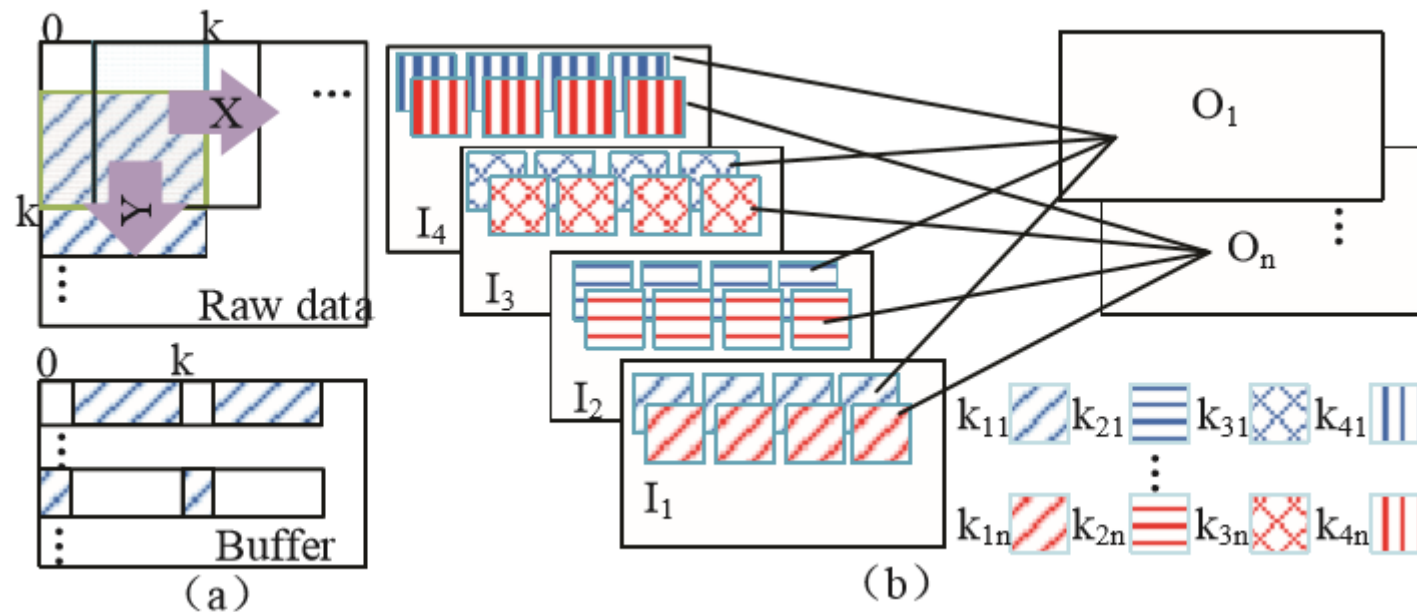 0 k
X
Y
k
...
⋮
Raw data
0 k
⋮
⋮
Buffer
(a)
I₄
I₃
I₂
I₁
O₁
⋮
Oₙ
k₁₁ k₂₁ k₃₁ k₄₁
⋮
k₁ₙ k₂ₙ k₃ₙ k₄ₙ
(b)